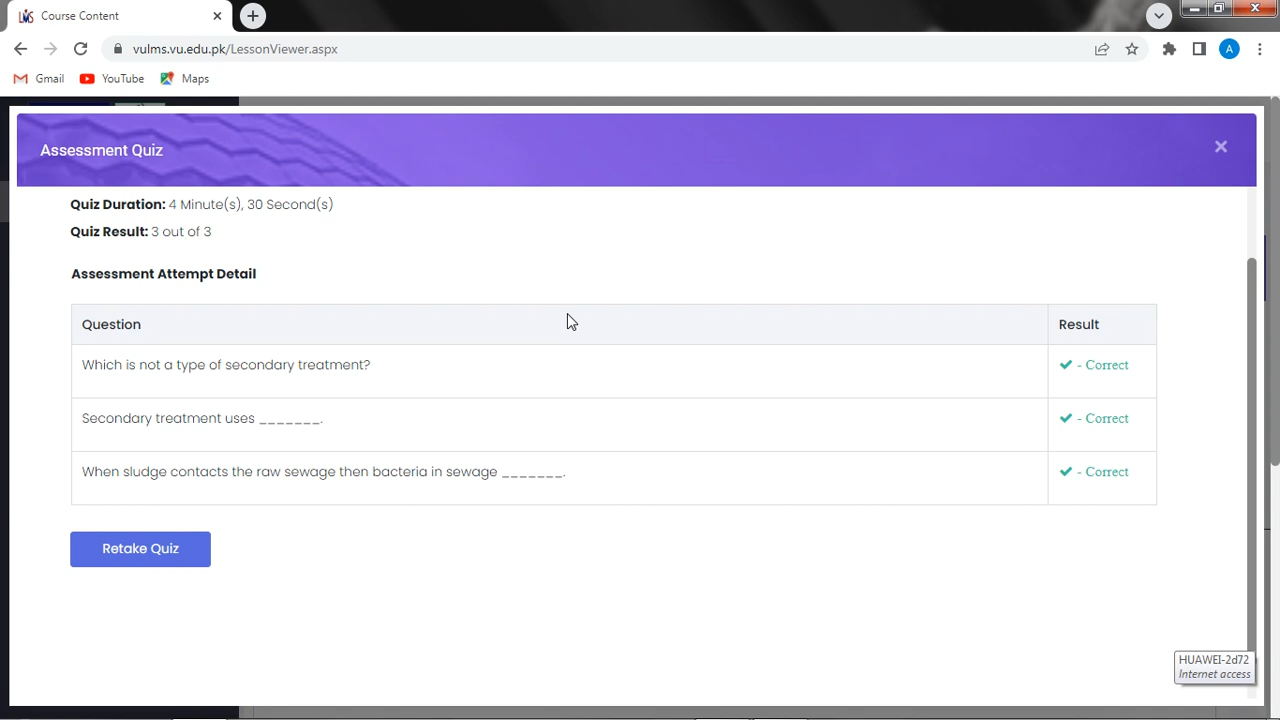 Course Content
vulms.vu.edu.pk/LessonViewer.aspx
A
Gmail YouTube Maps
Assessment Quiz
Quiz Duration: 4 Minute(s), 30 Second(s)
Quiz Result: 3 out of 3
Assessment Attempt Detail
Question Result
Which is not a type of secondary treatment? - Correct
Secondary treatment uses _______. - Correct
When sludge contacts the raw sewage then bacteria in sewage _______. - Correct
Retake Quiz
HUAWEI-2d72
Internet access